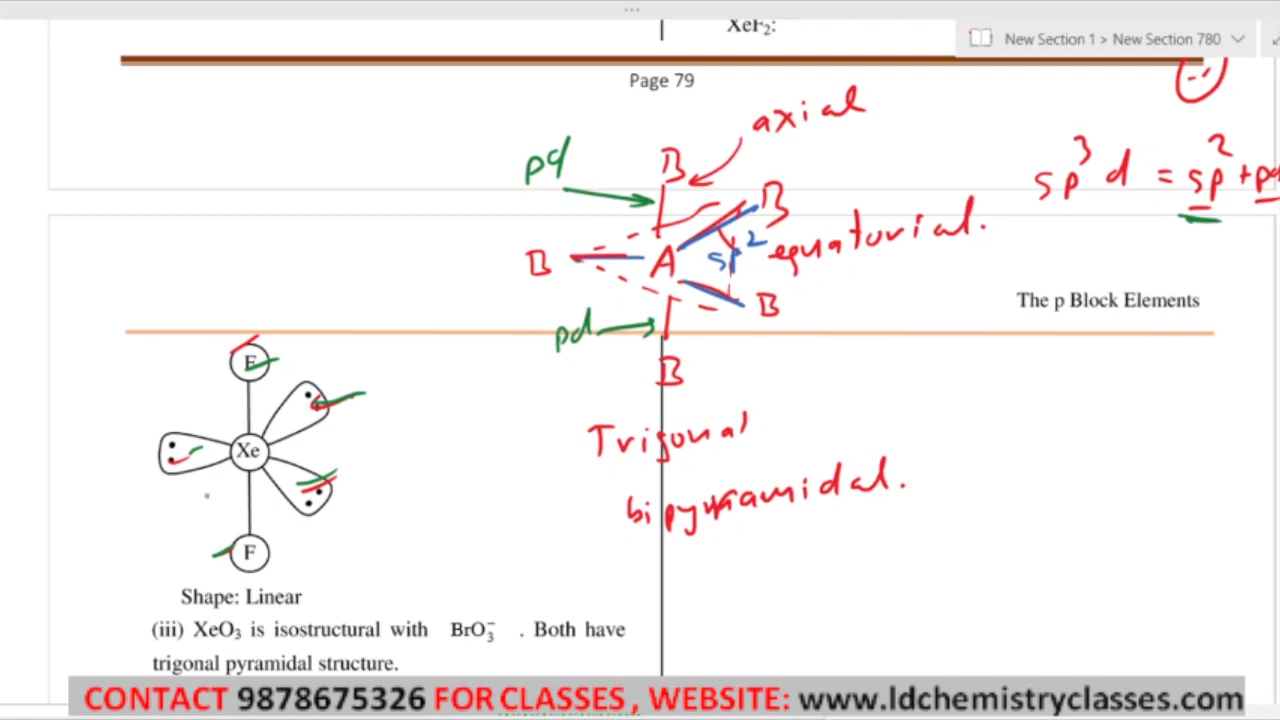 XeF₂:
New Section 1 > New Section 780
Page 79
axial
pd
B
B
sp³d = sp² + pd
equatorial.
B
A
sp²
B
The p Block Elements
pd
B
F
Xe
F
Trigonal
bipyramidal.
Shape: Linear
(iii) XeO₃ is isostructural with BrO₃⁻ . Both have
trigonal pyramidal structure.
CONTACT 9878675326 FOR CLASSES , WEBSITE: www.ldchemistryclasses.com